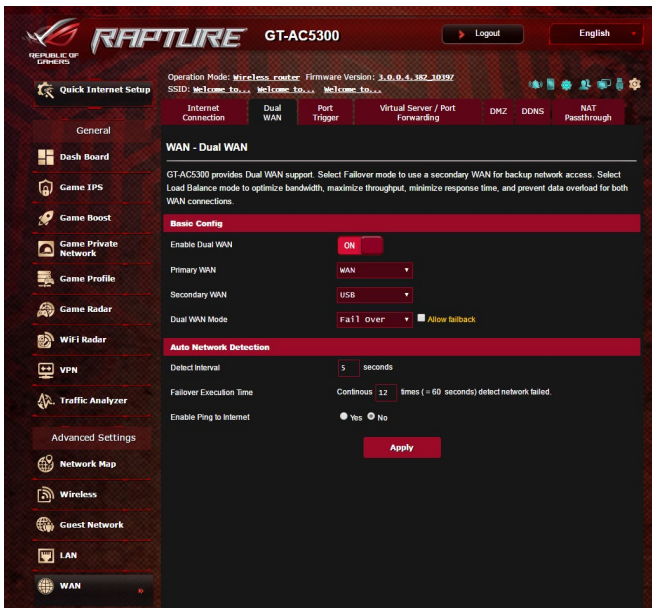 REPUBLIC OF
GAMERS
RAPTURE
GT-AC5300
Logout
English
Quick Internet Setup
Operation Mode: Wireless router Firmware Version: 3.0.0.4.382_10397
SSID: Welcome to... Welcome to... Welcome to...
Internet Connection
Dual WAN
Port Trigger
Virtual Server / Port Forwarding
DMZ
DDNS
NAT Passthrough
General
Dash Board
Game IPS
Game Boost
Game Private Network
Game Profile
Game Radar
WiFi Radar
VPN
Traffic Analyzer
Advanced Settings
Network Map
Wireless
Guest Network
LAN
WAN
WAN - Dual WAN
GT-AC5300 provides Dual WAN support. Select Failover mode to use a secondary WAN for backup network access. Select
Load Balance mode to optimize bandwidth, maximize throughput, minimize response time, and prevent data overload for both
WAN connections.
Basic Config
Enable Dual WAN ON
Primary WAN WAN
Secondary WAN USB
Dual WAN Mode Fail Over Allow failback
Auto Network Detection
Detect Interval 5 seconds
Failover Execution Time Continous 12 times ( = 60 seconds) detect network failed.
Enable Ping to Internet Yes No
Apply